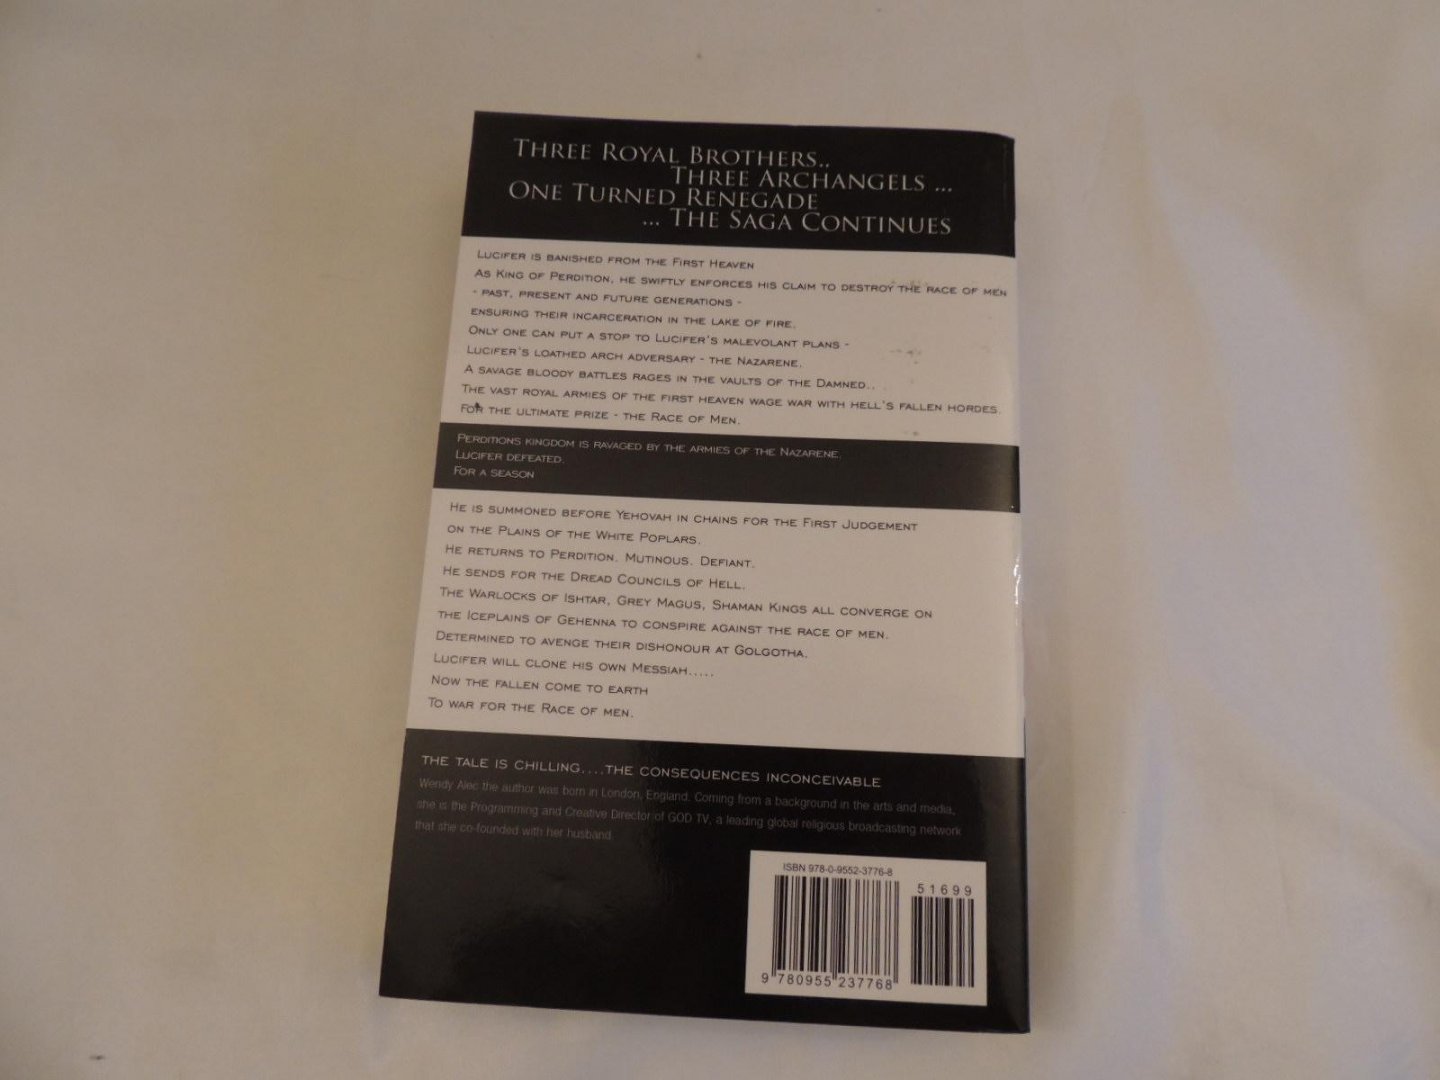 Three Royal Brothers..
Three Archangels ...
One Turned Renegade
... The Saga Continues
Lucifer is banished from the First Heaven
As King of Perdition, he swiftly enforces his claim to destroy the race of men
- past, present and future generations -
ensuring their incarceration in the lake of fire.
Only one can put a stop to Lucifer's malevolant plans -
Lucifer's loathed arch adversary - the Nazarene.
A savage bloody battles rages in the vaults of the Damned..
The vast royal armies of the first heaven wage war with hell's fallen hordes.
For the ultimate prize - the Race of Men.
Perditions kingdom is ravaged by the armies of the Nazarene.
Lucifer defeated.
For a season
He is summoned before Yehovah in chains for the First Judgement
on the Plains of the White Poplars.
He returns to Perdition. Mutinous. Defiant.
He sends for the Dread Councils of Hell.
The Warlocks of Ishtar, Grey Magus, Shaman Kings all converge on
the Iceplains of Gehenna to conspire against the race of men.
Determined to avenge their dishonour at Golgotha.
Lucifer will clone his own Messiah.....
Now the fallen come to earth
To war for the Race of men.
the tale is chilling....the consequences inconceivable
Wendy Alec the author was born in London, England. Coming from a background in the arts and media,
she is the Programming and Creative Director of GOD TV, a leading global religious broadcasting network
that she co-founded with her husband.
ISBN 978-0-9552-3776-8
51699
9 780955 237768